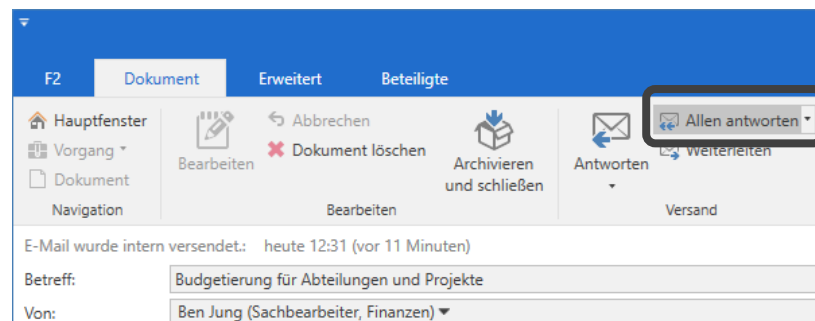 F2 Dokument Erweitert Beteiligte
Hauptfenster Abbrechen Allen antworten
Vorgang Dokument löschen Weiterleiten
Bearbeiten Archivieren Antworten
Dokument und schließen
Navigation Bearbeiten Versand
E-Mail wurde intern versendet.: heute 12:31 (vor 11 Minuten)
Betreff: Budgetierung für Abteilungen und Projekte
Von: Ben Jung (Sachbearbeiter, Finanzen)